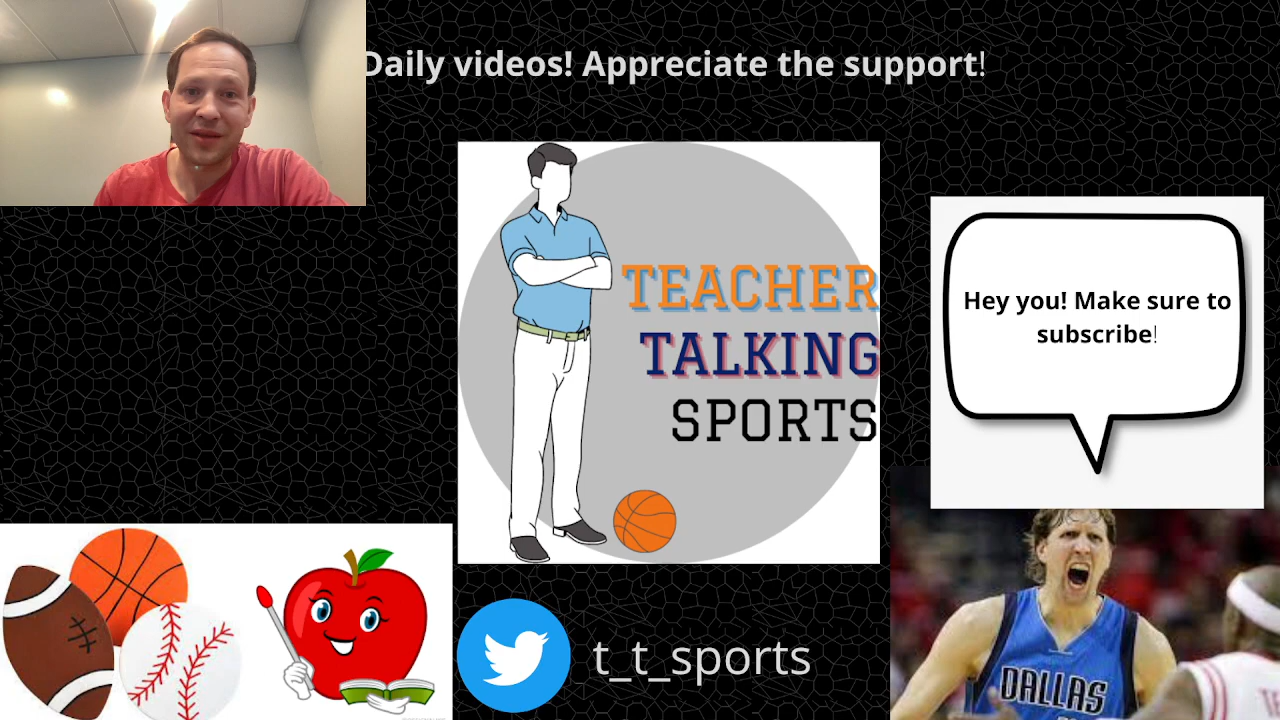 Daily videos! Appreciate the support!
TEACHER
TALKING
SPORTS
Hey you! Make sure to
subscribe!
t_t_sports
DALLAS